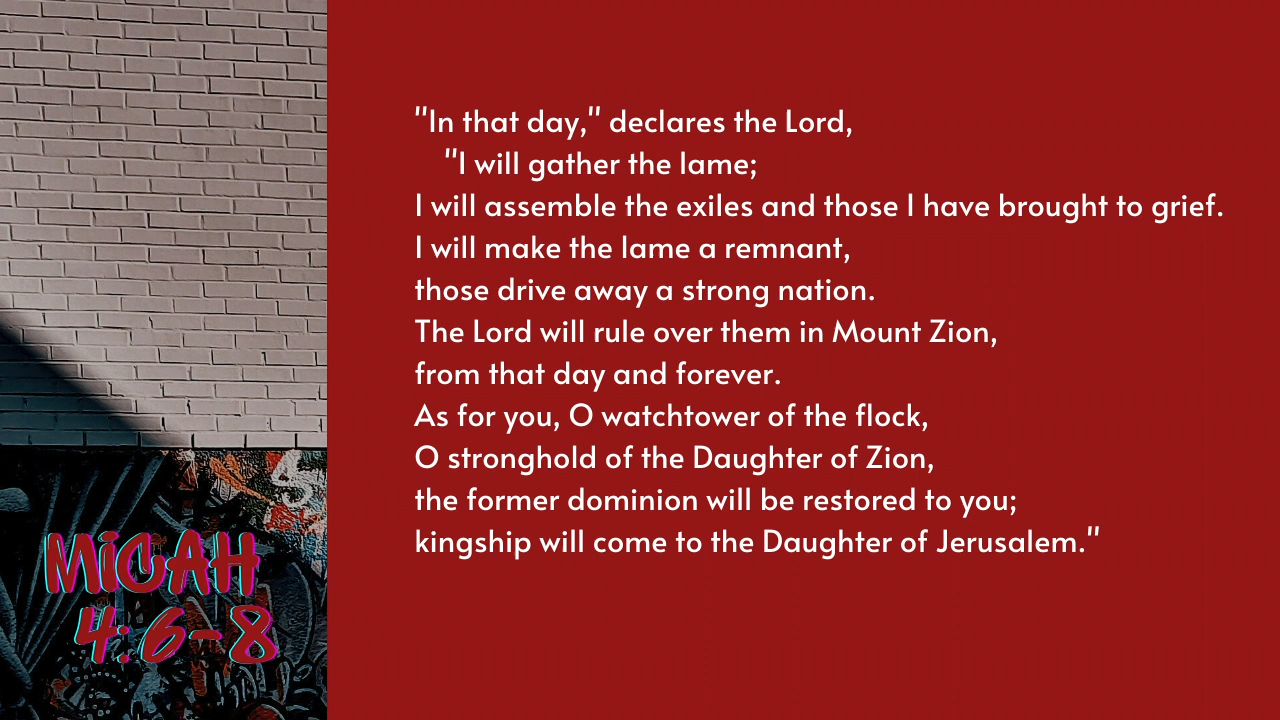 "In that day," declares the Lord,
"I will gather the lame;
I will assemble the exiles and those I have brought to grief.
I will make the lame a remnant,
those drive away a strong nation.
The Lord will rule over them in Mount Zion,
from that day and forever.
As for you, O watchtower of the flock,
O stronghold of the Daughter of Zion,
the former dominion will be restored to you;
kingship will come to the Daughter of Jerusalem."
MiCAH
4:6-8